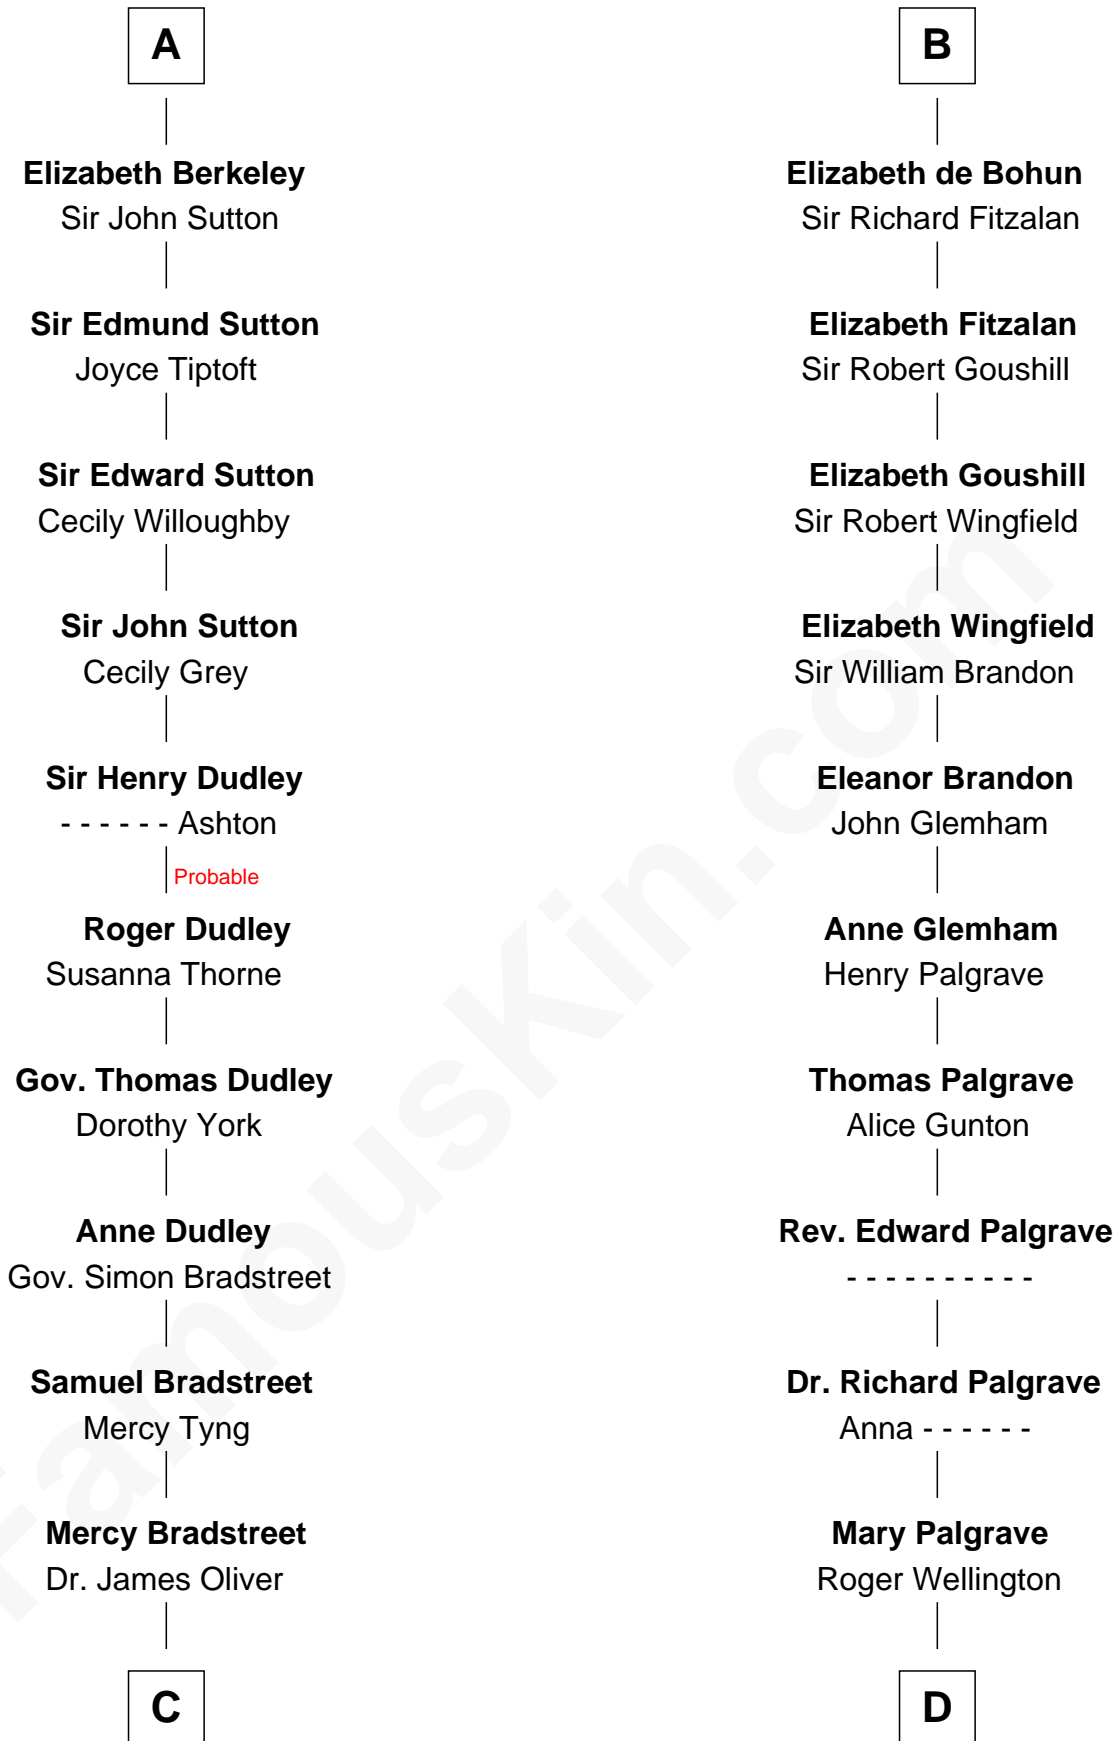 A
Elizabeth Berkeley
Sir John Sutton
Sir Edmund Sutton
Joyce Tiptoft
Sir Edward Sutton
Cecily Willoughby
Sir John Sutton
Cecily Grey
Sir Henry Dudley
- - - - - - Ashton
Probable
Roger Dudley
Susanna Thorne
Gov. Thomas Dudley
Dorothy York
Anne Dudley
Gov. Simon Bradstreet
Samuel Bradstreet
Mercy Tyng
Mercy Bradstreet
Dr. James Oliver
C
B
Elizabeth de Bohun
Sir Richard Fitzalan
Elizabeth Fitzalan
Sir Robert Goushill
Elizabeth Goushill
Sir Robert Wingfield
Elizabeth Wingfield
Sir William Brandon
Eleanor Brandon
John Glemham
Anne Glemham
Henry Palgrave
Thomas Palgrave
Alice Gunton
Rev. Edward Palgrave
- - - - - - - - - -
Dr. Richard Palgrave
Anna - - - - - -
Mary Palgrave
Roger Wellington
D
FamousKin.com